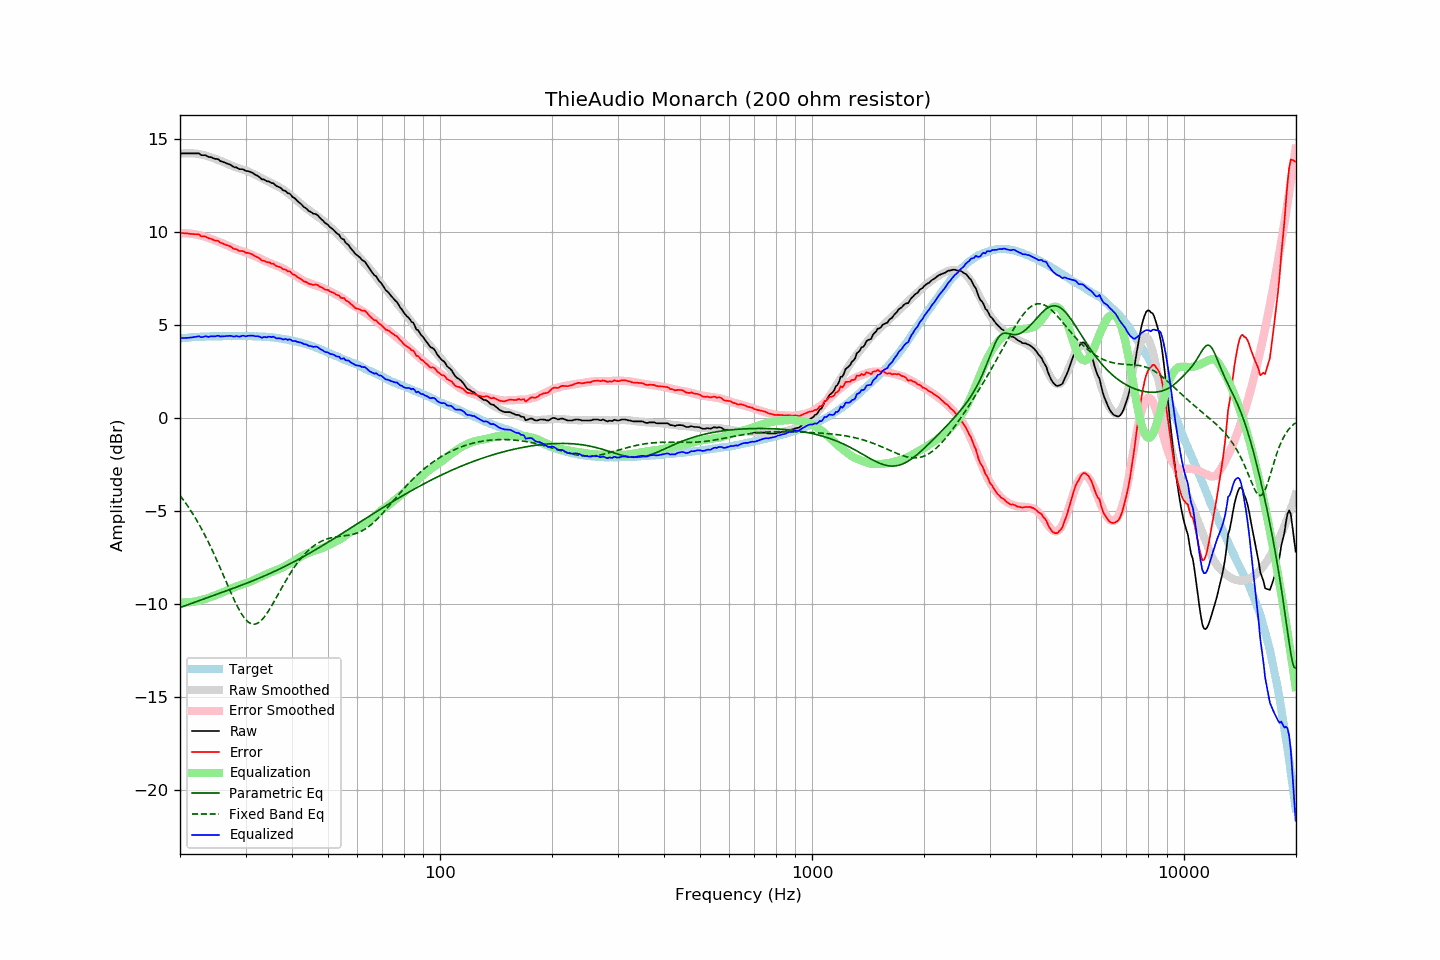 ThieAudio Monarch (200 ohm resistor)
15
10
5
0
−5
−10
−15
−20
Amplitude (dBr)
Target
Raw Smoothed
Error Smoothed
Raw
Error
Equalization
Parametric Eq
Fixed Band Eq
Equalized
100
1000
10000
Frequency (Hz)